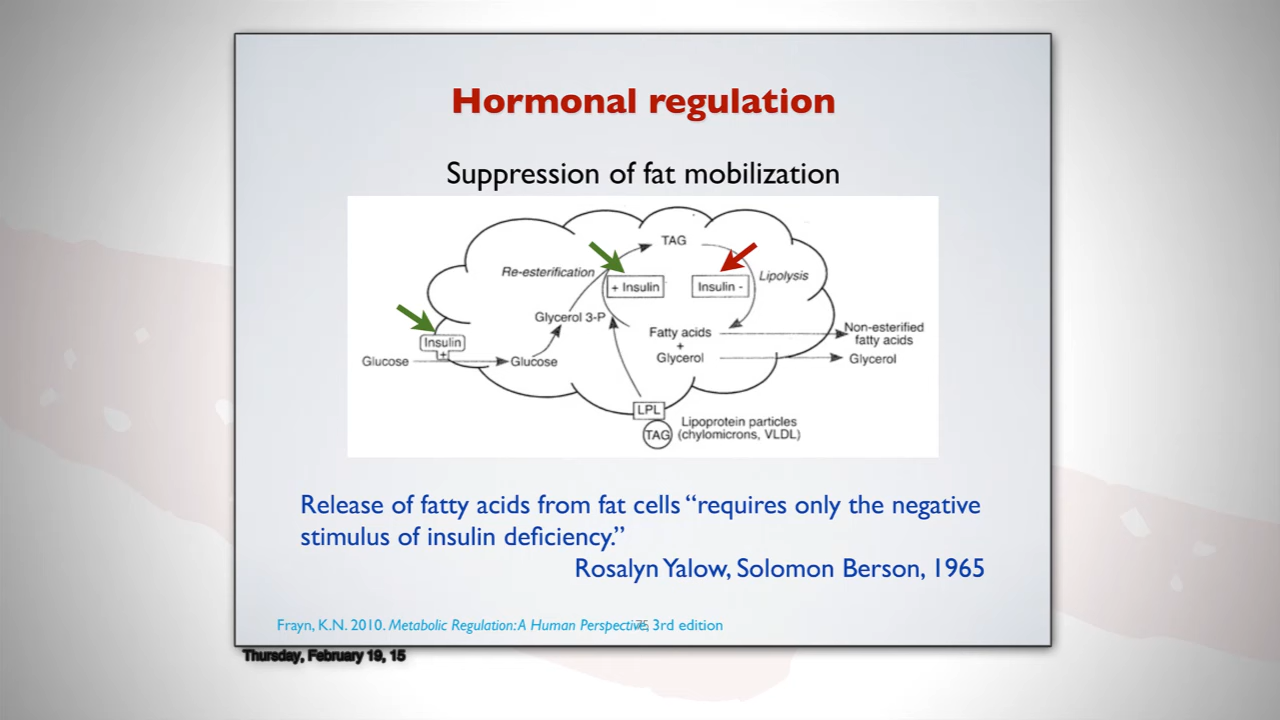 Hormonal regulation
Suppression of fat mobilization
TAG
Re-esterification
+ Insulin
Insulin -
Lipolysis
Glycerol 3-P
Fatty acids
+
Glycerol
Non-esterified
fatty acids
Glycerol
Insulin
+
Glucose
Glucose
LPL
TAG
Lipoprotein particles
(chylomicrons, VLDL)
Release of fatty acids from fat cells “requires only the negative
stimulus of insulin deficiency.”
Rosalyn Yalow, Solomon Berson, 1965
Frayn, K.N. 2010. Metabolic Regulation: A Human Perspective, 3rd edition
Thursday, February 19, 15